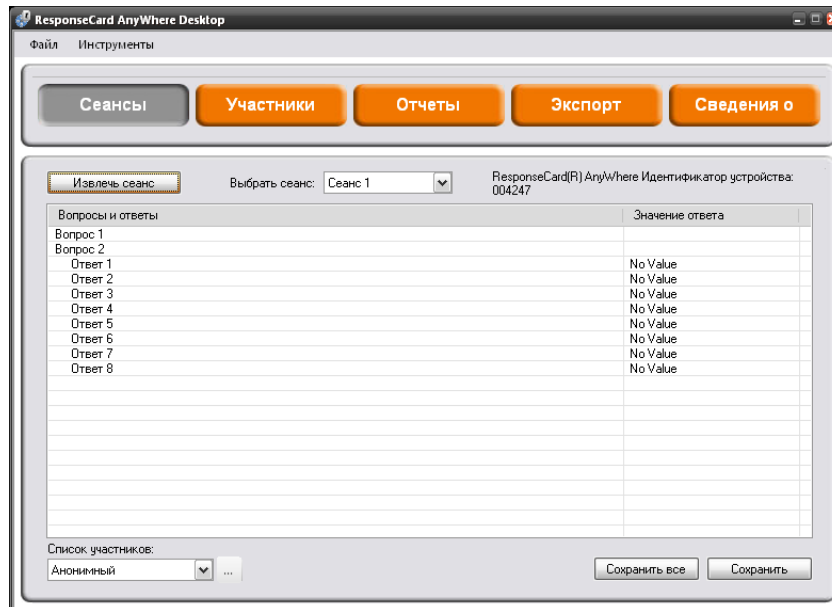 ResponseCard AnyWhere Desktop
Файл Инструменты
Сеансы Участники Отчеты Экспорт Сведения о
Извлечь сеанс Выбрать сеанс: Сеанс 1 ResponseCard(R) AnyWhere Идентификатор устройства:
004247
Вопросы и ответы Значение ответа
Вопрос 1
Вопрос 2
Ответ 1 No Value
Ответ 2 No Value
Ответ 3 No Value
Ответ 4 No Value
Ответ 5 No Value
Ответ 6 No Value
Ответ 7 No Value
Ответ 8 No Value
Список участников:
Анонимный ... Сохранить все Сохранить